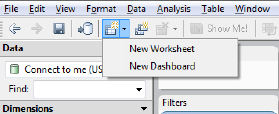 File Edit View Format Data Analysis Table Window
Show Me!
Data
New Worksheet
Connect to me (US
New Dashboard
Find:
Dimensions
Filters